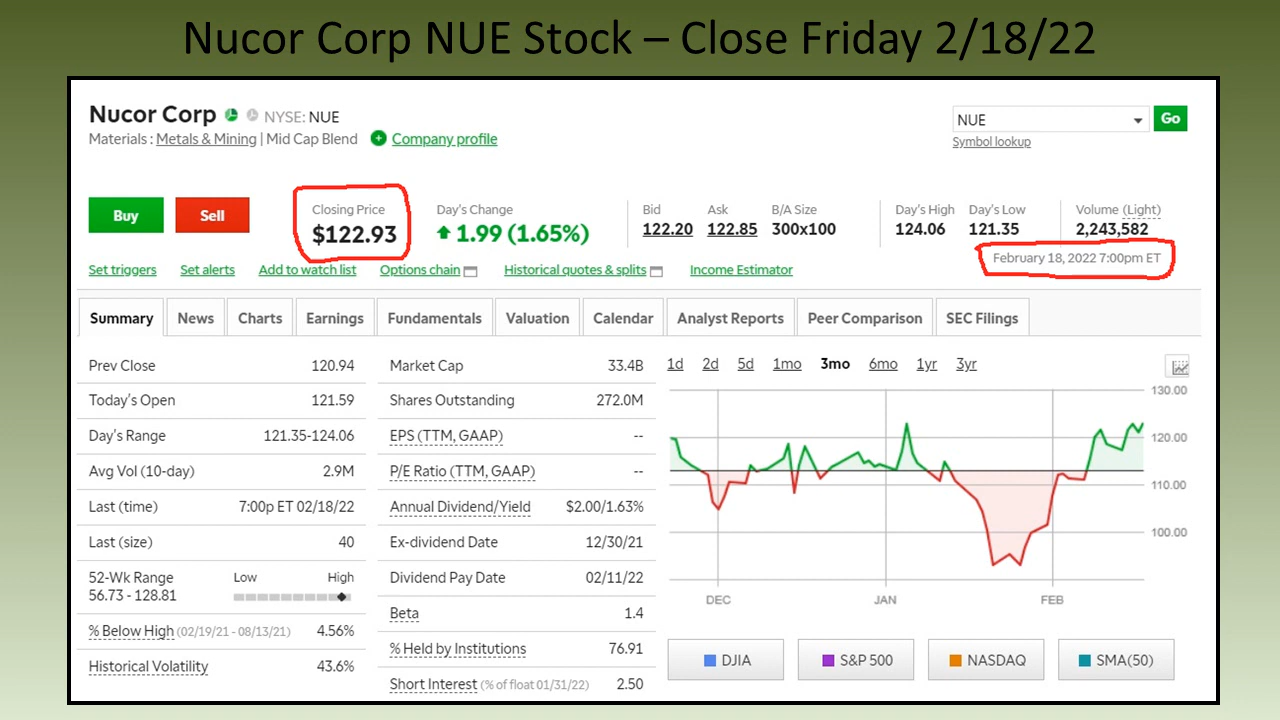 Nucor Corp NUE Stock – Close Friday 2/18/22
Nucor Corp NYSE: NUE
Materials : Metals & Mining | Mid Cap Blend Company profile
NUE Go
Symbol lookup
Buy Sell
Closing Price
$122.93
Day's Change
1.99 (1.65%)
Bid
122.20
Ask
122.85
B/A Size
300x100
Day's High
124.06
Day's Low
121.35
Volume (Light)
2,243,582
February 18, 2022 7:00pm ET
Set triggers Set alerts Add to watch list Options chain Historical quotes & splits Income Estimator
Summary News Charts Earnings Fundamentals Valuation Calendar Analyst Reports Peer Comparison SEC Filings
Prev Close 120.94
Today's Open 121.59
Day's Range 121.35-124.06
Avg Vol (10-day) 2.9M
Last (time) 7:00p ET 02/18/22
Last (size) 40
52-Wk Range Low High
56.73 - 128.81
% Below High (02/19/21 - 08/13/21) 4.56%
Historical Volatility 43.6%
Market Cap 33.4B
Shares Outstanding 272.0M
EPS (TTM, GAAP) --
P/E Ratio (TTM, GAAP) --
Annual Dividend/Yield $2.00/1.63%
Ex-dividend Date 12/30/21
Dividend Pay Date 02/11/22
Beta 1.4
% Held by Institutions 76.91
Short Interest (% of float 01/31/22) 2.50
1d 2d 5d 1mo 3mo 6mo 1yr 3yr
130.00
120.00
110.00
100.00
DEC JAN FEB
DJIA S&P 500 NASDAQ SMA(50)